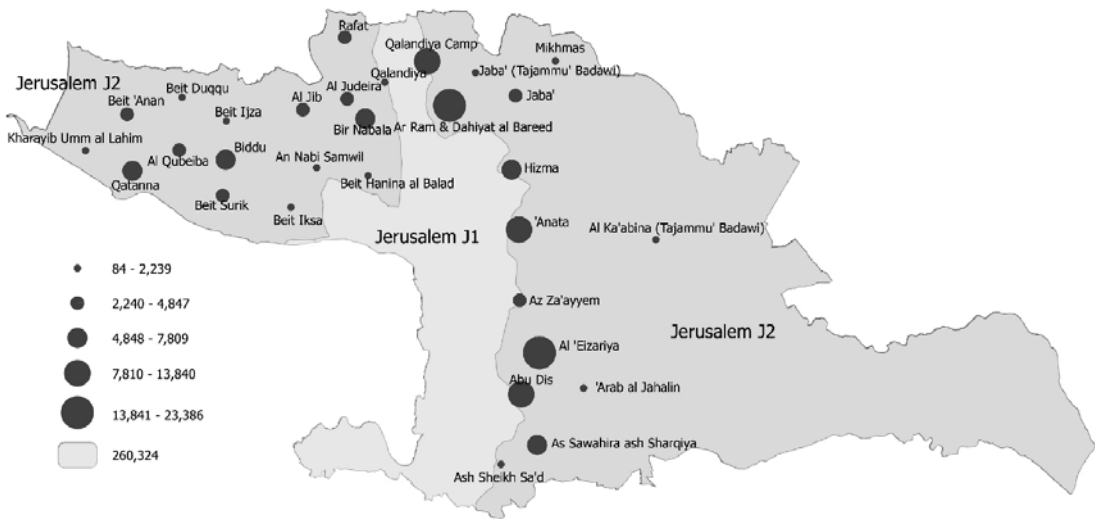 Rafat
Qalandiya Camp
Mikhmas
Jerusalem J2
Qalandiya
Jaba' (Tajammu' Badawi)
Beit Duqqu
Al Judeira
Beit 'Anan
Al Jib
Jaba'
Beit Ijza
Bir Nabala
Ar Ram & Dahiyat al Bareed
Kharayib Umm al Lahim
Biddu
Al Qubeiba
An Nabi Samwil
Hizma
Qatanna
Beit Hanina al Balad
Beit Surik
Beit Iksa
'Anata
Al Ka'abina (Tajammu' Badawi)
Jerusalem J1
84 - 2,239
2,240 - 4,847
Az Za'ayyem
4,848 - 7,809
Jerusalem J2
Al 'Eizariya
7,810 - 13,840
Abu Dis
'Arab al Jahalin
13,841 - 23,386
As Sawahira ash Sharqiya
260,324
Ash Sheikh Sa'd